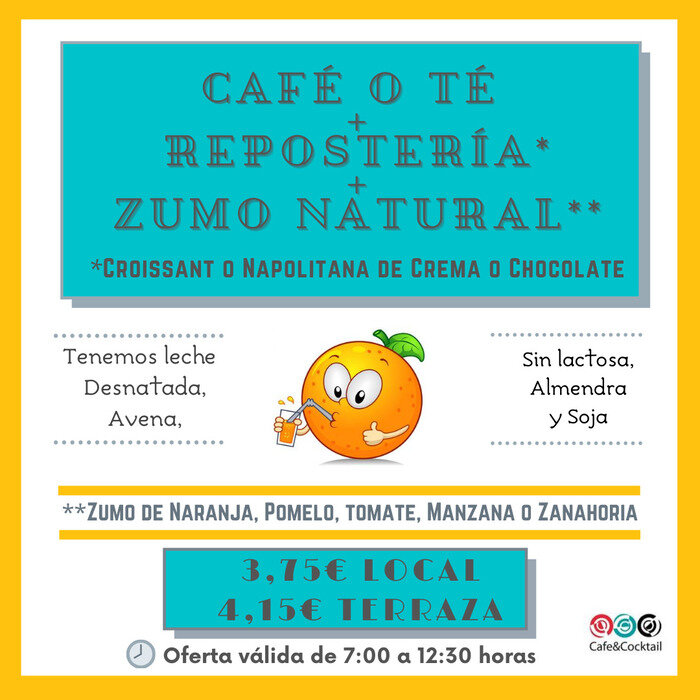 CAFÉ O TÉ
+
REPOSTERÍA*
+
ZUMO NATURAL**
*CROISSANT O NAPOLITANA DE CREMA O CHOCOLATE
Tenemos leche
Desnatada,
Avena,
Sin lactosa,
Almendra
y Soja
**ZUMO DE NARANJA, POMELO, TOMATE, MANZANA O ZANAHORIA
3,75€ LOCAL
4,15€ TERRAZA
Oferta válida de 7:00 a 12:30 horas
Cafe&Cocktail